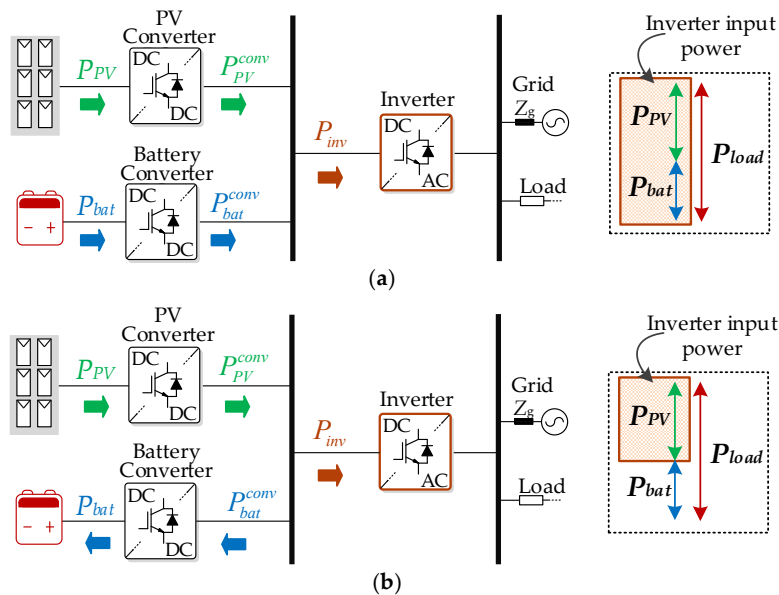 PV
Converter
DC
DC
P_PV
P_PV^conv
Battery
Converter
DC
DC
P_bat
P_bat^conv
− +
P_inv
Inverter
DC
AC
Grid
Z_g
Load
Inverter input
power
P_PV
P_bat
P_load
(a)
PV
Converter
DC
DC
P_PV
P_PV^conv
Battery
Converter
DC
DC
P_bat
P_bat^conv
− +
P_inv
Inverter
DC
AC
Grid
Z_g
Load
Inverter input
power
P_PV
P_bat
P_load
(b)